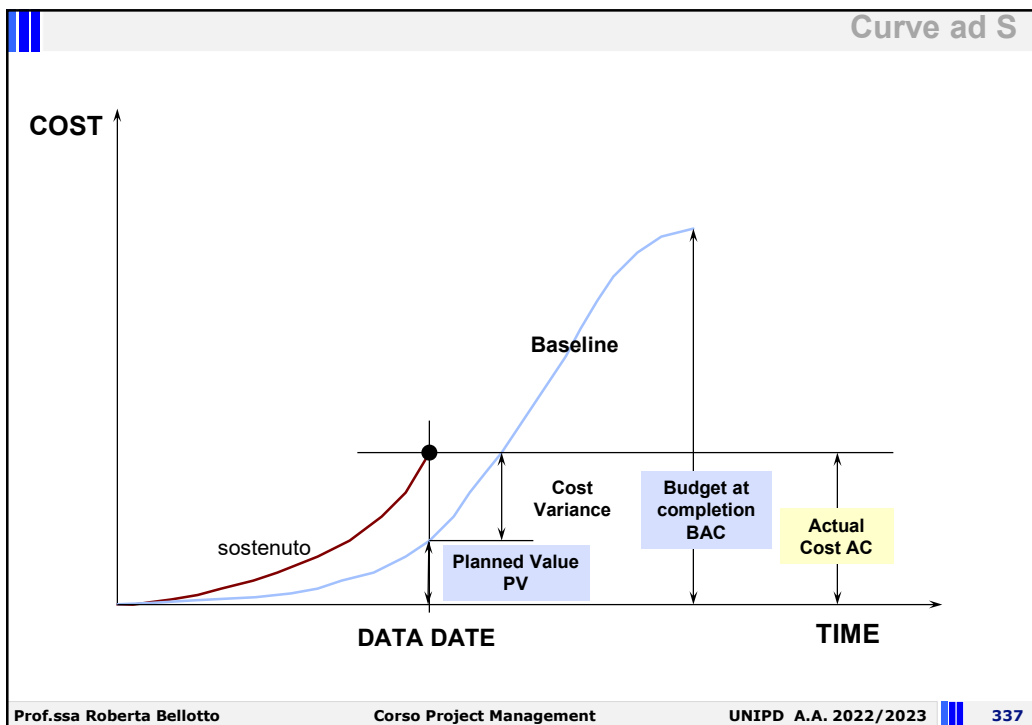 Curve ad S
COST
Baseline
Cost
Variance
Budget at
completion
BAC
Actual
Cost AC
sostenuto
Planned Value
PV
DATA DATE
TIME
Prof.ssa Roberta Bellotto Corso Project Management UNIPD A.A. 2022/2023 337